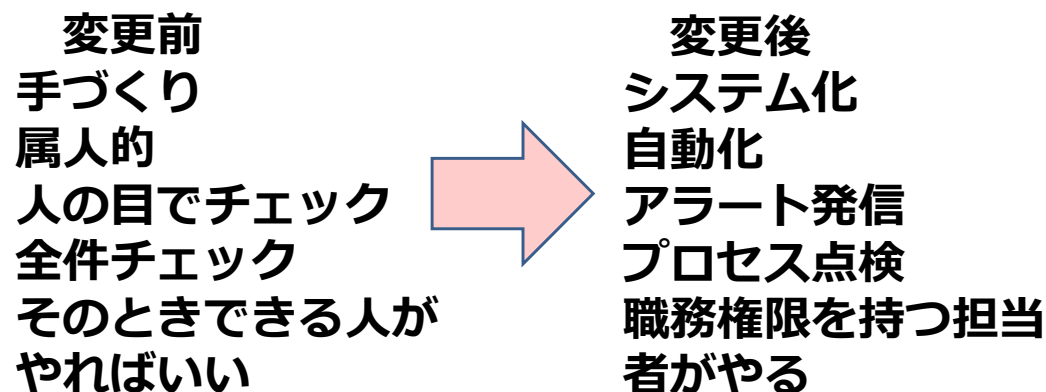 変更前
手づくり
属人的
人の目でチェック
全件チェック
そのときできる人が
やればいい
変更後
システム化
自動化
アラート発信
プロセス点検
職務権限を持つ担当
者がやる